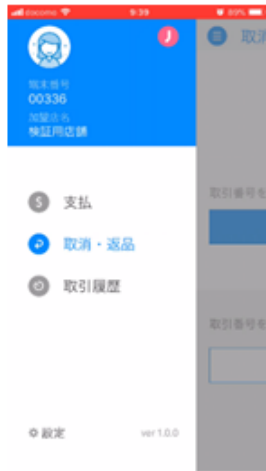 docomo 9:39 89%
J
端末番号
00336
加盟店名
検証用店舗
支払
取消・返品
取引履歴
設定 ver 1.0.0
取消
取引番号を
取引番号を